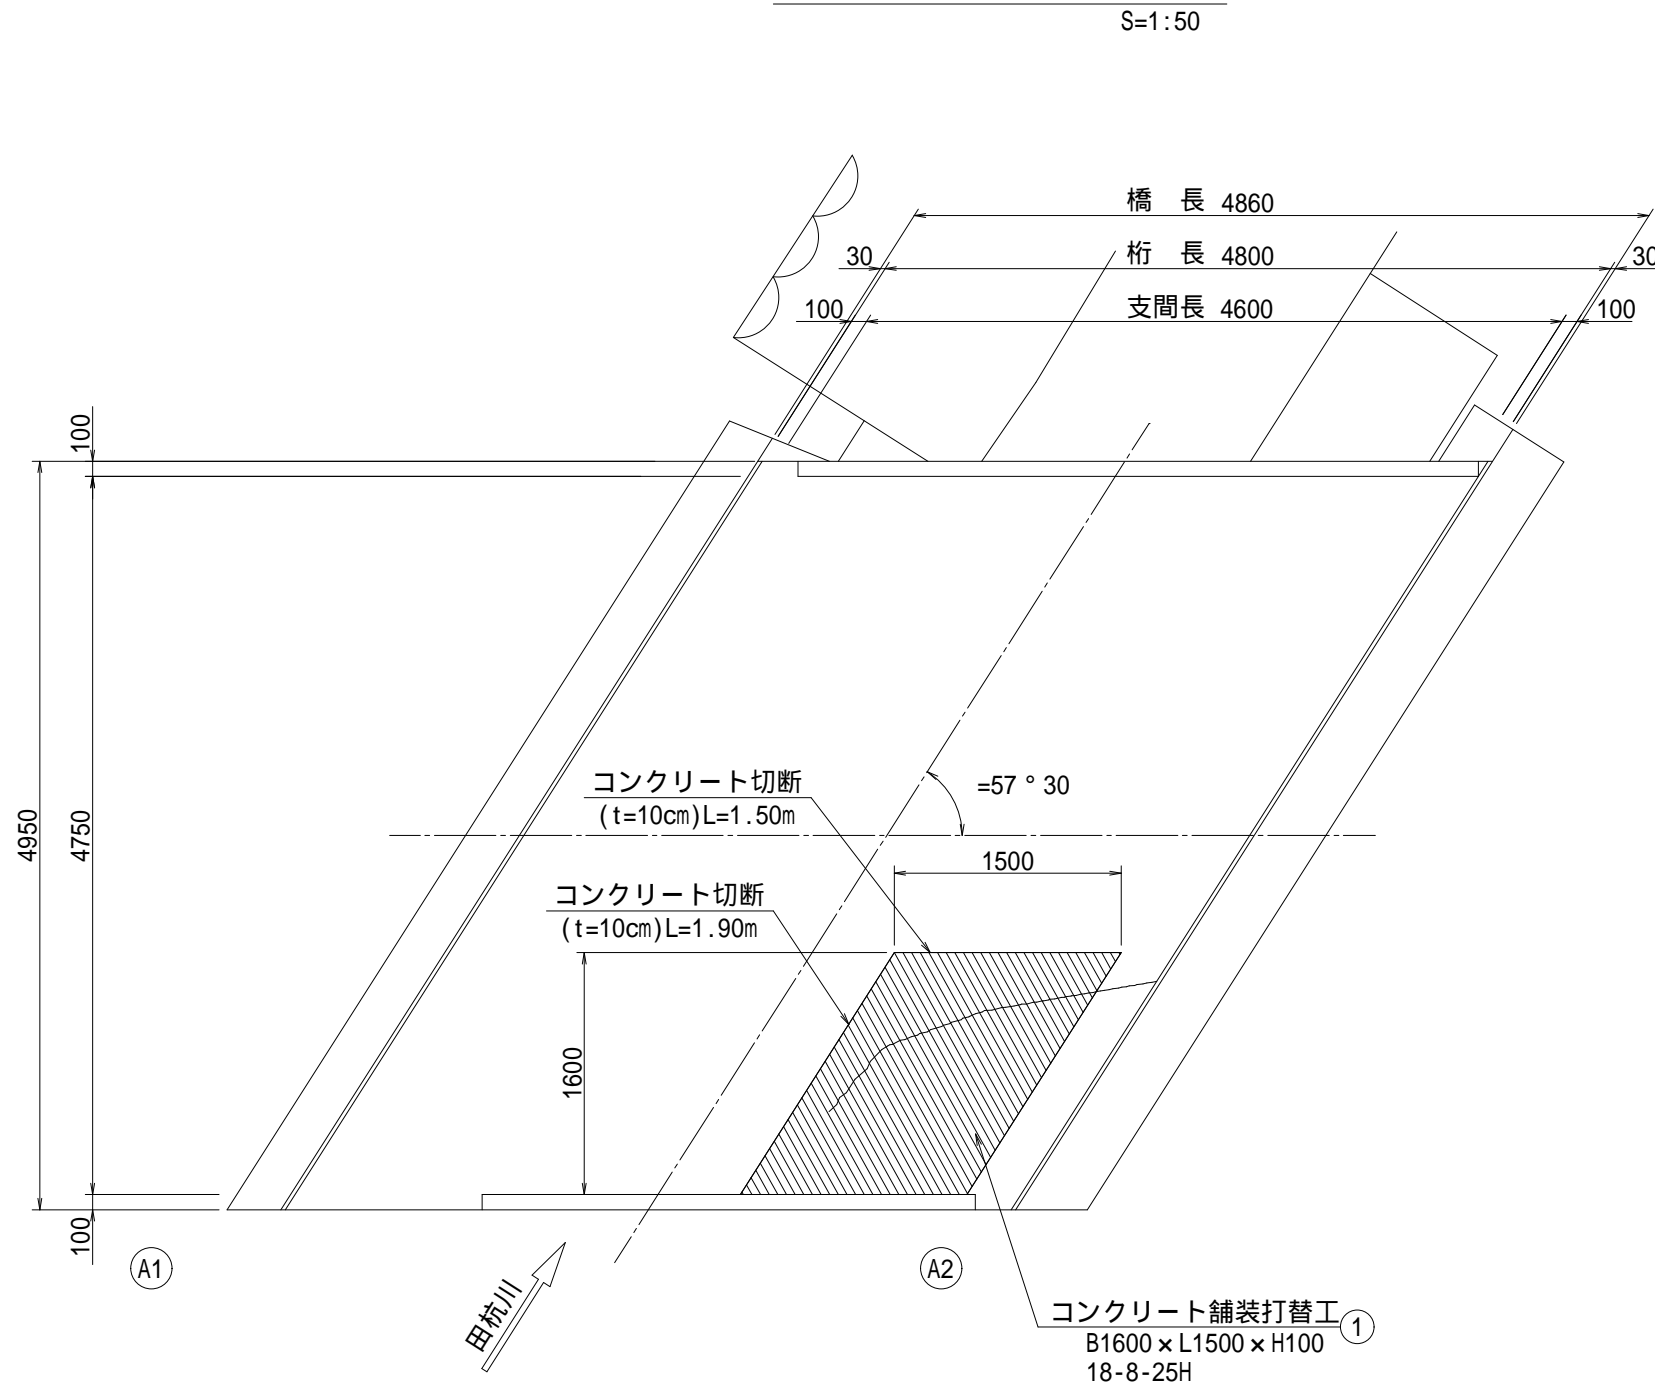 S=1:50
橋 長 4860
30
桁 長 4800
30
100
支間長 4600
100
100
4950
4750
コンクリート切断
(t=10cm)L=1.50m
=57°30
1500
コンクリート切断
(t=10cm)L=1.90m
1600
100
A1
A2
田杭川
コンクリート舗装打替工 1
B1600×L1500×H100
18-8-25H